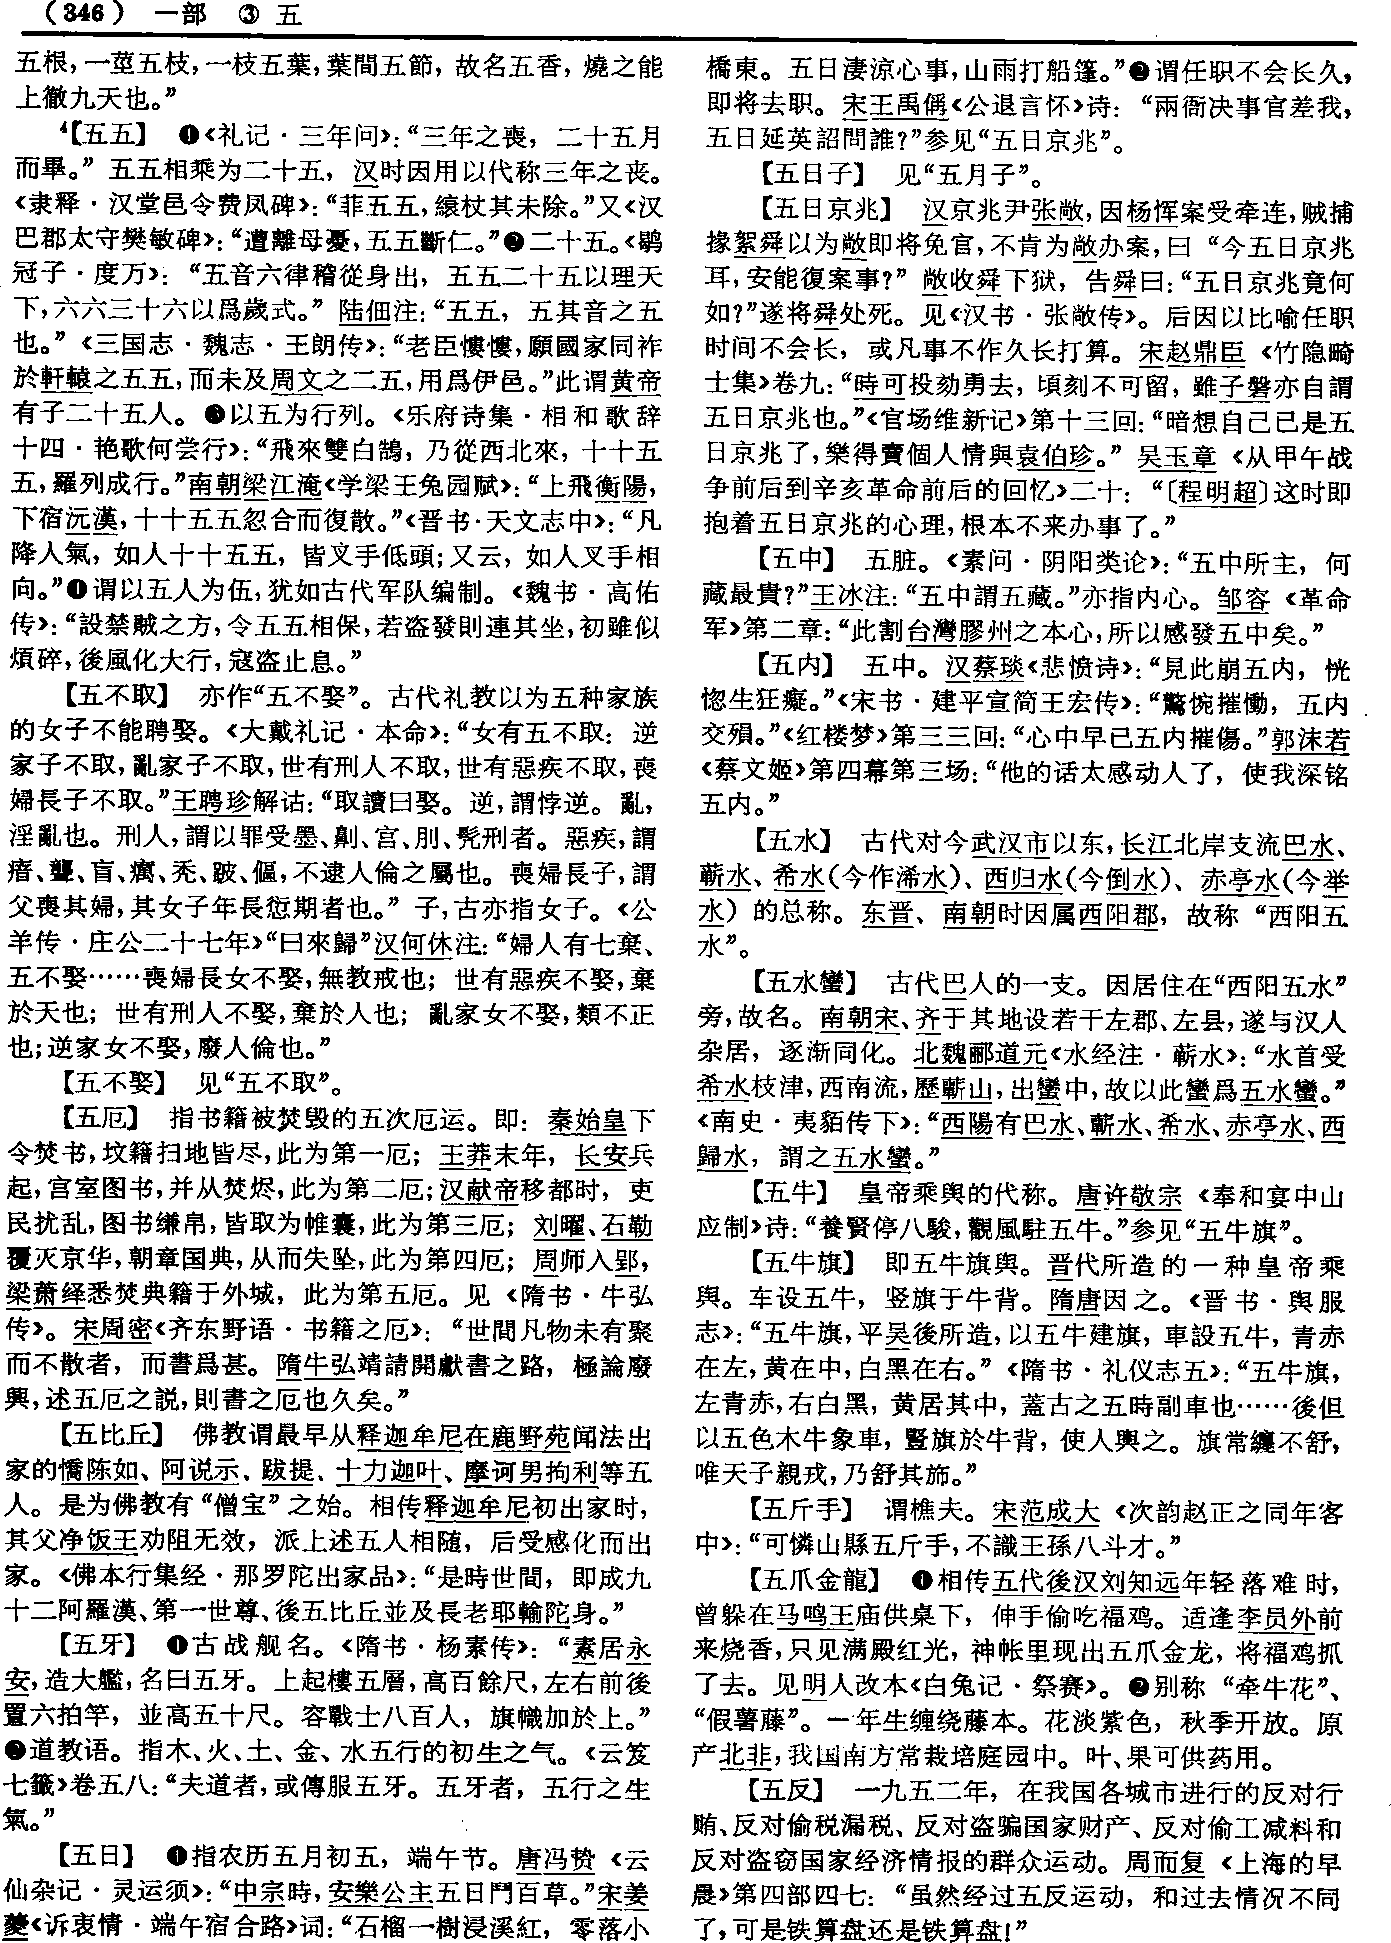 （346） 一部 ③ 五
五根，一莖五枝，一枝五葉，葉間五節，故名五香，燒之能
上徹九天也。”
⁴【五五】 ❶《礼记·三年问》：“三年之喪，二十五月
而畢。”五五相乘为二十五，汉时因用以代称三年之丧。
《隶释·汉堂邑令费凤碑》：“菲五五，缞杖其未除。”又《汉
巴郡太守樊敏碑》：“遭離母憂，五五斷仁。”❷二十五。《鹖
冠子·度万》：“五音六律稽從身出，五五二十五以理天
下，六六三十六以爲歲式。”陆佃注：“五五，五其音之五
也。”《三国志·魏志·王朗传》：“老臣慺慺，願國家同祚
於軒轅之五五，而未及周文之二五，用爲伊邑。”此谓黄帝
有子二十五人。❸以五为行列。《乐府诗集·相和歌辞
十四·艳歌何尝行》：“飛來雙白鵠，乃從西北來，十十五
五，羅列成行。”南朝梁江淹《学梁王兔园赋》：“上飛衡陽，
下宿沅漢，十十五五忽合而復散。”《晋书·天文志中》：“凡
降人氣，如人十十五五，皆叉手低頭；又云，如人叉手相
向。”❹谓以五人为伍，犹如古代军队编制。《魏书·高佑
传》：“設禁賊之方，令五五相保，若盗發則連其坐，初雖似
煩碎，後風化大行，寇盗止息。”
【五不取】 亦作“五不娶”。古代礼教以为五种家族
的女子不能聘娶。《大戴礼记·本命》：“女有五不取：逆
家子不取，亂家子不取，世有刑人不取，世有惡疾不取，喪
婦長子不取。”王聘珍解诂：“取讀曰娶。逆，謂悖逆。亂，
淫亂也。刑人，謂以罪受墨、劓、宫、刖、髡刑者。惡疾，謂
瘖、聾、盲、癘、秃、跛、傴，不逮人倫之屬也。喪婦長子，謂
父喪其婦，其女子年長愆期者也。”子，古亦指女子。《公
羊传·庄公二十七年》“曰來歸”汉何休注：“婦人有七棄、
五不娶……喪婦長女不娶，無教戒也；世有惡疾不娶，棄
於天也；世有刑人不娶，棄於人也；亂家女不娶，類不正
也；逆家女不娶，廢人倫也。”
【五不娶】 见“五不取”。
【五厄】 指书籍被焚毁的五次厄运。即：秦始皇下
令焚书，坟籍扫地皆尽，此为第一厄；王莽末年，长安兵
起，宫室图书，并从焚烬，此为第二厄；汉献帝移都时，吏
民扰乱，图书缣帛，皆取为帷囊，此为第三厄；刘曜、石勒
覆灭京华，朝章国典，从而失坠，此为第四厄；周师入郢，
梁萧绎悉焚典籍于外城，此为第五厄。见《隋书·牛弘
传》。宋周密《齐东野语·书籍之厄》：“世間凡物未有聚
而不散者，而書爲甚。隋牛弘靖請開獻書之路，極論廢
興，述五厄之説，則書之厄也久矣。”
【五比丘】 佛教谓最早从释迦牟尼在鹿野苑闻法出
家的憍陈如、阿说示、跋提、十力迦叶、摩诃男拘利等五
人。是为佛教有“僧宝”之始。相传释迦牟尼初出家时，
其父净饭王劝阻无效，派上述五人相随，后受感化而出
家。《佛本行集经·那罗陀出家品》：“是時世間，即成九
十二阿羅漢、第一世尊、後五比丘並及長老耶輸陀身。”
【五牙】 ❶古战舰名。《隋书·杨素传》：“素居永
安，造大艦，名曰五牙。上起樓五層，高百餘尺，左右前後
置六拍竿，並高五十尺。容戰士八百人，旗幟加於上。”
❷道教语。指木、火、土、金、水五行的初生之气。《云笈
七籖》卷五八：“夫道者，或傳服五牙。五牙者，五行之生
氣。”
【五日】 ❶指农历五月初五，端午节。唐冯贽《云
仙杂记·灵运须》：“中宗時，安樂公主五日鬥百草。”宋姜
夔《诉衷情·端午宿合路》词：“石榴一樹浸溪紅，零落小
橋東。五日淒涼心事，山雨打船篷。”❷谓任职不会长久，
即将去职。宋王禹偁《公退言怀》诗：“兩衙决事官差我，
五日延英詔問誰？”参见“五日京兆”。
【五日子】 见“五月子”。
【五日京兆】 汉京兆尹张敞，因杨恽案受牵连，贼捕
掾絮舜以为敞即将免官，不肯为敞办案，曰“今五日京兆
耳，安能復案事？”敞收舜下狱，告舜曰：“五日京兆竟何
如？”遂将舜处死。见《汉书·张敞传》。后因以比喻任职
时间不会长，或凡事不作久长打算。宋赵鼎臣《竹隐畸
士集》卷九：“時可投劾勇去，頃刻不可留，雖子磐亦自謂
五日京兆也。”《官场维新记》第十三回：“暗想自己已是五
日京兆了，樂得賣個人情與袁伯珍。”吴玉章《从甲午战
争前后到辛亥革命前后的回忆》二十：“〔程明超〕这时即
抱着五日京兆的心理，根本不来办事了。”
【五中】 五脏。《素问·阴阳类论》：“五中所主，何
藏最貴？”王冰注：“五中謂五藏。”亦指内心。邹容《革命
军》第二章：“此割台灣膠州之本心，所以感發五中矣。”
【五内】 五中。汉蔡琰《悲愤诗》：“見此崩五内，恍
惚生狂癡。”《宋书·建平宣简王宏传》：“驚惋摧慟，五内
交殞。”《红楼梦》第三三回：“心中早已五内摧傷。”郭沫若
《蔡文姬》第四幕第三场：“他的话太感动人了，使我深铭
五内。”
【五水】 古代对今武汉市以东，长江北岸支流巴水、
蕲水、希水（今作浠水）、西归水（今倒水）、赤亭水（今举
水）的总称。东晋、南朝时因属西阳郡，故称“西阳五
水”。
【五水蠻】 古代巴人的一支。因居住在“西阳五水”
旁，故名。南朝宋、齐于其地设若干左郡、左县，遂与汉人
杂居，逐渐同化。北魏郦道元《水经注·蕲水》：“水首受
希水枝津，西南流，歷蘄山，出蠻中，故以此蠻爲五水蠻。”
《南史·夷貊传下》：“西陽有巴水、蘄水、希水、赤亭水、西
歸水，謂之五水蠻。”
【五牛】 皇帝乘舆的代称。唐许敬宗《奉和宴中山
应制》诗：“養賢停八駿，觀風駐五牛。”参见“五牛旗”。
【五牛旗】 即五牛旗舆。晋代所造的一种皇帝乘
舆。车设五牛，竖旗于牛背。隋唐因之。《晋书·舆服
志》：“五牛旗，平吴後所造，以五牛建旗，車設五牛，青赤
在左，黄在中，白黑在右。”《隋书·礼仪志五》：“五牛旗，
左青赤，右白黑，黄居其中，蓋古之五時副車也……後但
以五色木牛象車，豎旗於牛背，使人輿之。旗常纏不舒，
唯天子親戎，乃舒其旆。”
【五斤手】 谓樵夫。宋范成大《次韵赵正之同年客
中》：“可憐山縣五斤手，不識王孫八斗才。”
【五爪金龍】 ❶相传五代後汉刘知远年轻落难时，
曾躲在马鸣王庙供桌下，伸手偷吃福鸡。适逢李员外前
来烧香，只见满殿红光，神帐里现出五爪金龙，将福鸡抓
了去。见明人改本《白兔记·祭赛》。❷别称“牵牛花”、
“假薯藤”。一年生缠绕藤本。花淡紫色，秋季开放。原
产北非，我国南方常栽培庭园中。叶、果可供药用。
【五反】 一九五二年，在我国各城市进行的反对行
贿、反对偷税漏税、反对盗骗国家财产、反对偷工减料和
反对盗窃国家经济情报的群众运动。周而复《上海的早
晨》第四部四七：“虽然经过五反运动，和过去情况不同
了，可是铁算盘还是铁算盘！”